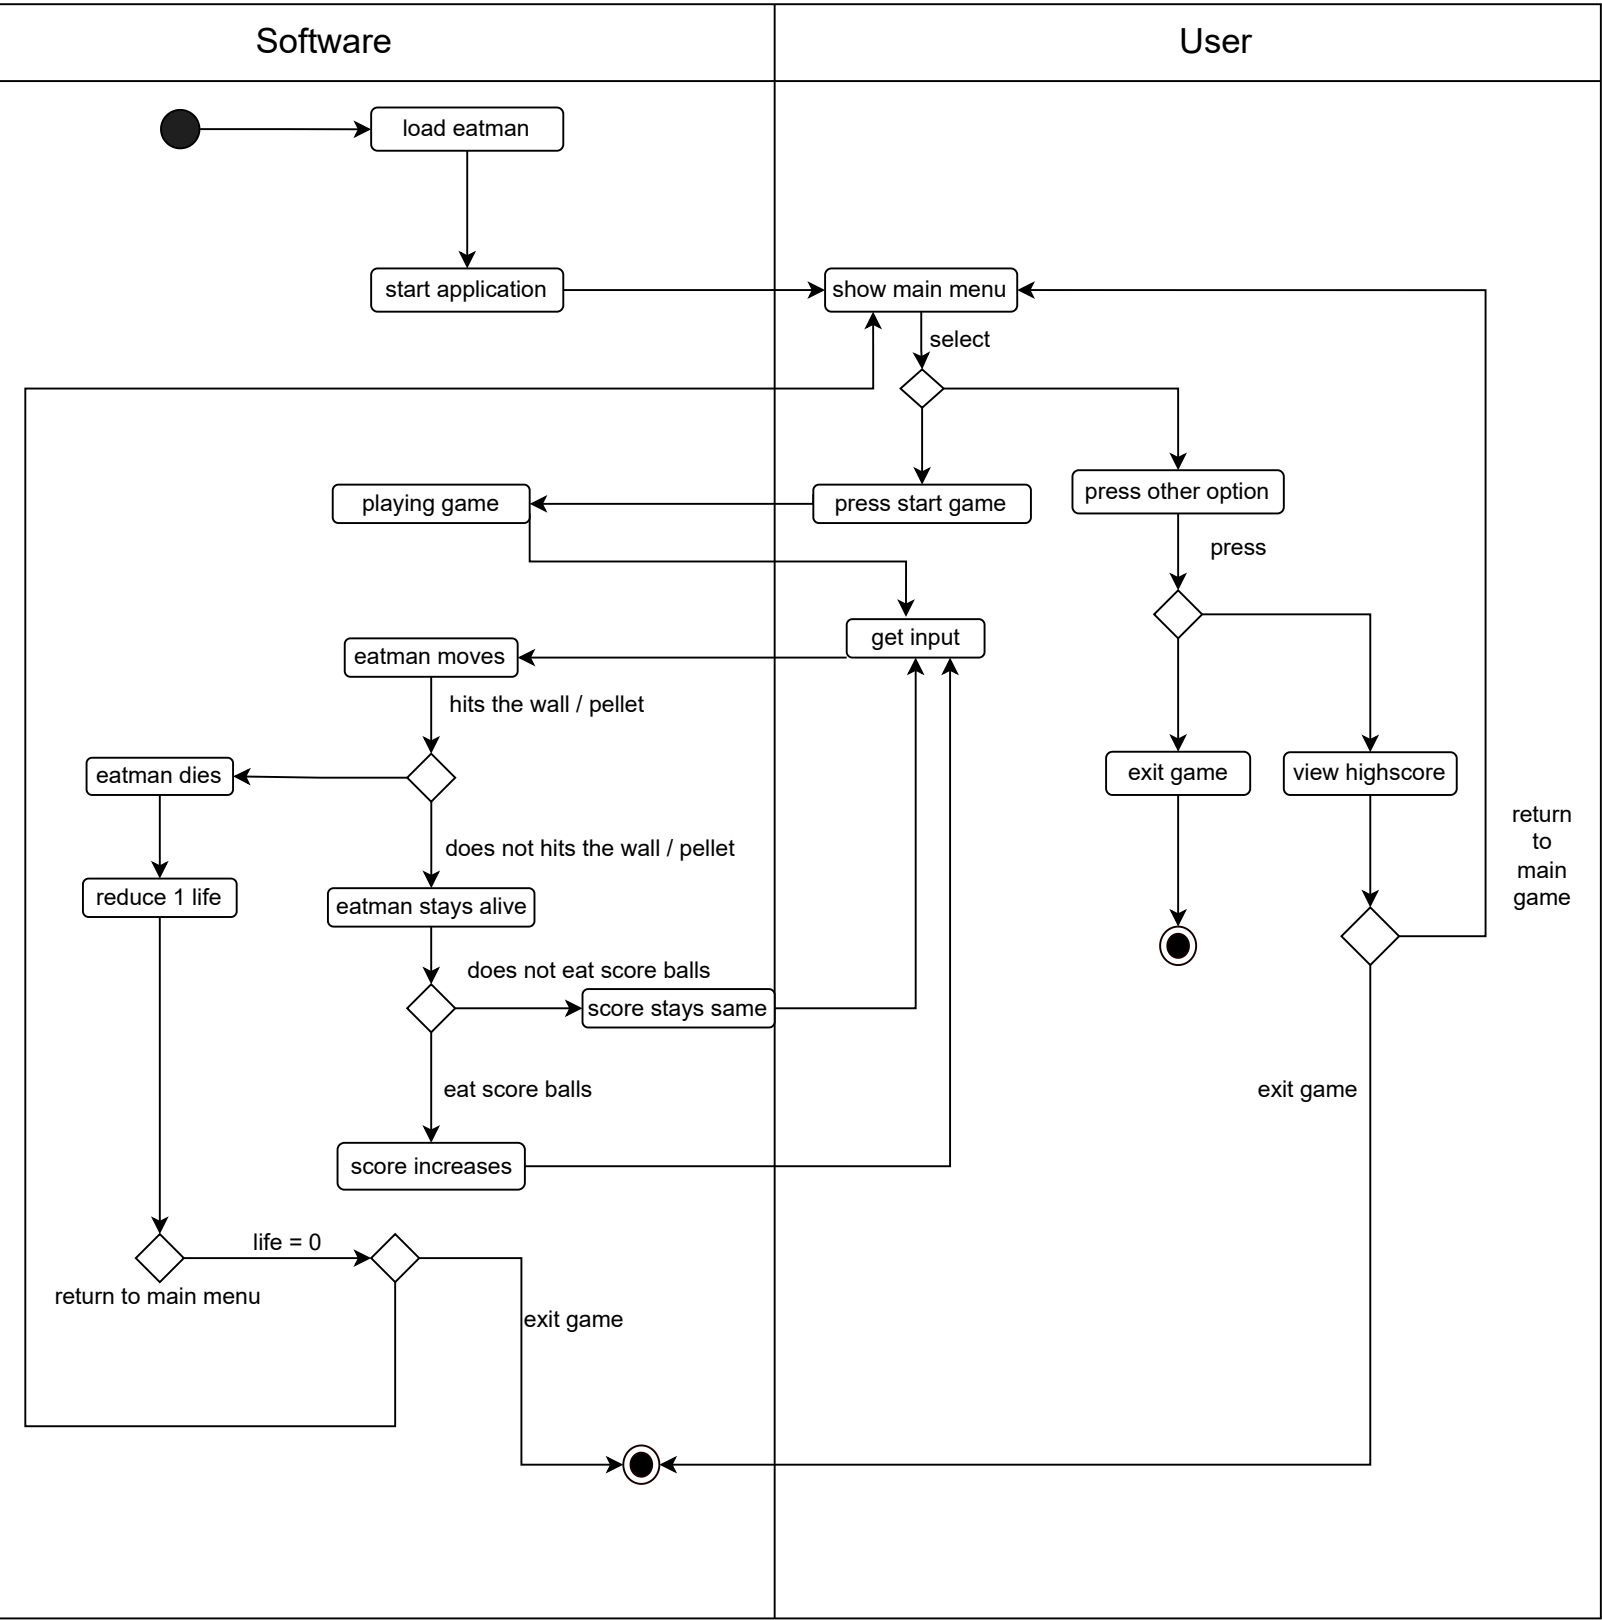 Software
User
load eatman
start application
show main menu
select
playing game
press start game
press other option
press
get input
eatman moves
hits the wall / pellet
eatman dies
exit game
view highscore
return
to
main
game
does not hits the wall / pellet
reduce 1 life
eatman stays alive
does not eat score balls
score stays same
eat score balls
exit game
score increases
life = 0
return to main menu
exit game